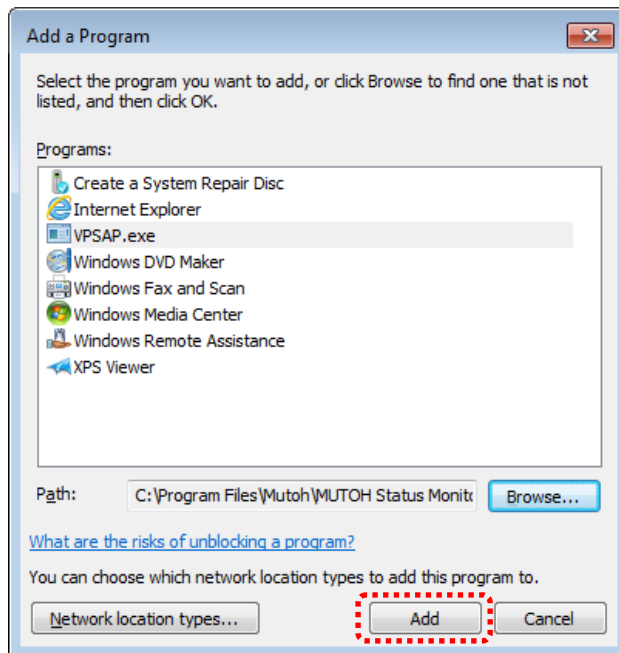 Add a Program
Select the program you want to add, or click Browse to find one that is not
listed, and then click OK.
Programs:
Create a System Repair Disc
Internet Explorer
VPSAP.exe
Windows DVD Maker
Windows Fax and Scan
Windows Media Center
Windows Remote Assistance
XPS Viewer
Path: C:\Program Files\Mutoh\MUTOH Status Monito Browse...
What are the risks of unblocking a program?
You can choose which network location types to add this program to.
Network location types... Add Cancel